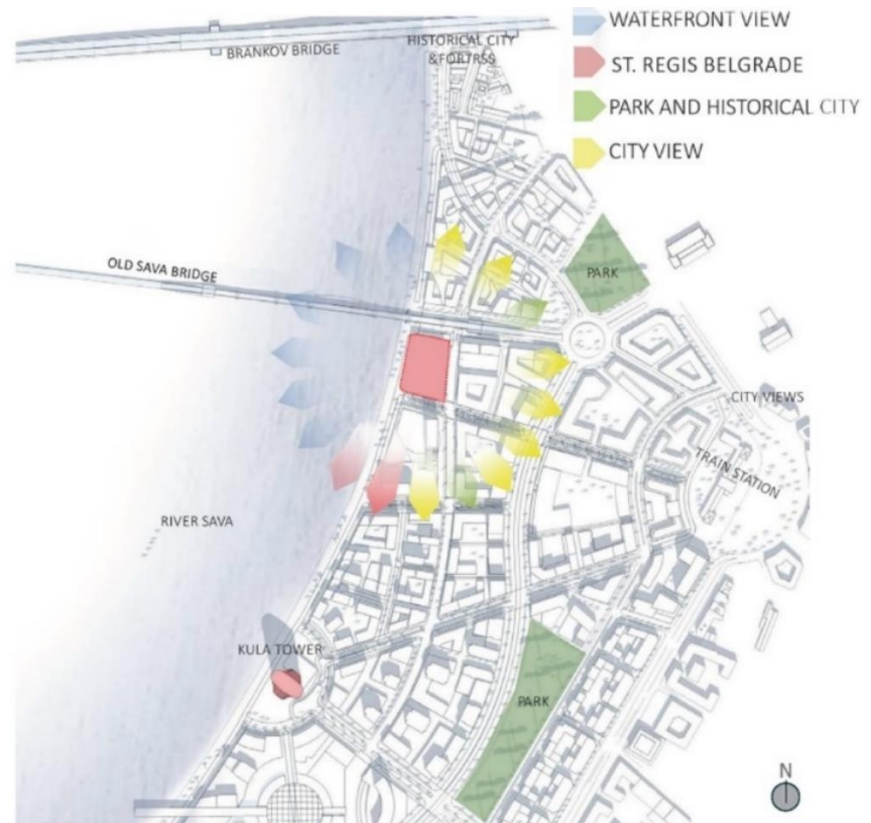 WATERFRONT VIEW
ST. REGIS BELGRADE
PARK AND HISTORICAL CITY
CITY VIEW
BRANKOV BRIDGE
HISTORICAL CITY
&FORTRSS
OLD SAVA BRIDGE
PARK
CITY VIEWS
TRAIN STATION
RIVER SAVA
KULA TOWER
PARK
N